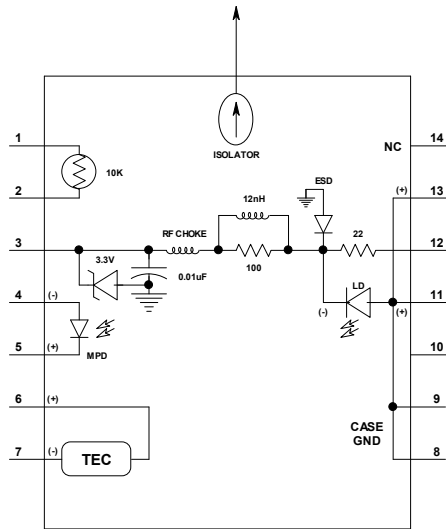 ISOLATOR
1
14
NC
10K
ESD
2
(+)
13
12nH
RF CHOKE
22
3
12
3.3V
100
0.01uF
LD
4
(-)
(-)
(+)
11
5
(+)
MPD
10
6
(+)
9
CASE
GND
7
(-)
TEC
8